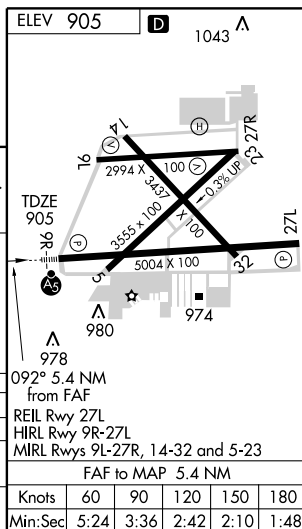 ELEV 905
D
1043
14
H
V
9L
2994 X 100
V
27R
23
0.3% UP
3437 X 100
TDZE
905
9R
P
3555 x 100
27L
5004 X 100
5
32
P
A5
980
974
978
092° 5.4 NM
from FAF
REIL Rwy 27L
HIRL Rwy 9R-27L
MIRL Rwys 9L-27R, 14-32 and 5-23
FAF to MAP 5.4 NM
Knots 60 90 120 150 180
Min:Sec 5:24 3:36 2:42 2:10 1:48